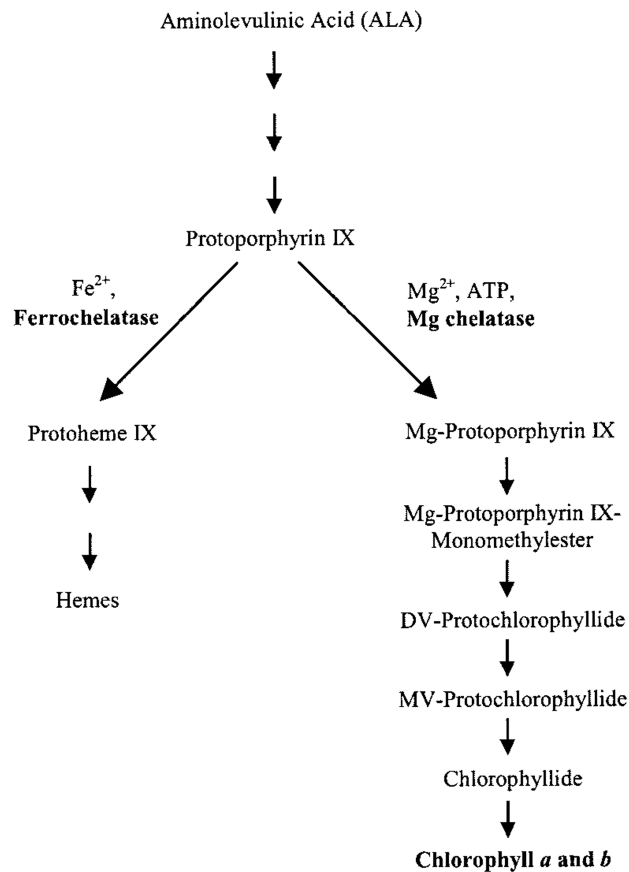 Aminolevulinic Acid (ALA)
Protoporphyrin IX
Fe²⁺,
Ferrochelatase
Mg²⁺, ATP,
Mg chelatase
Protoheme IX
Hemes
Mg-Protoporphyrin IX
Mg-Protoporphyrin IX-
Monomethylester
DV-Protochlorophyllide
MV-Protochlorophyllide
Chlorophyllide
Chlorophyll a and b